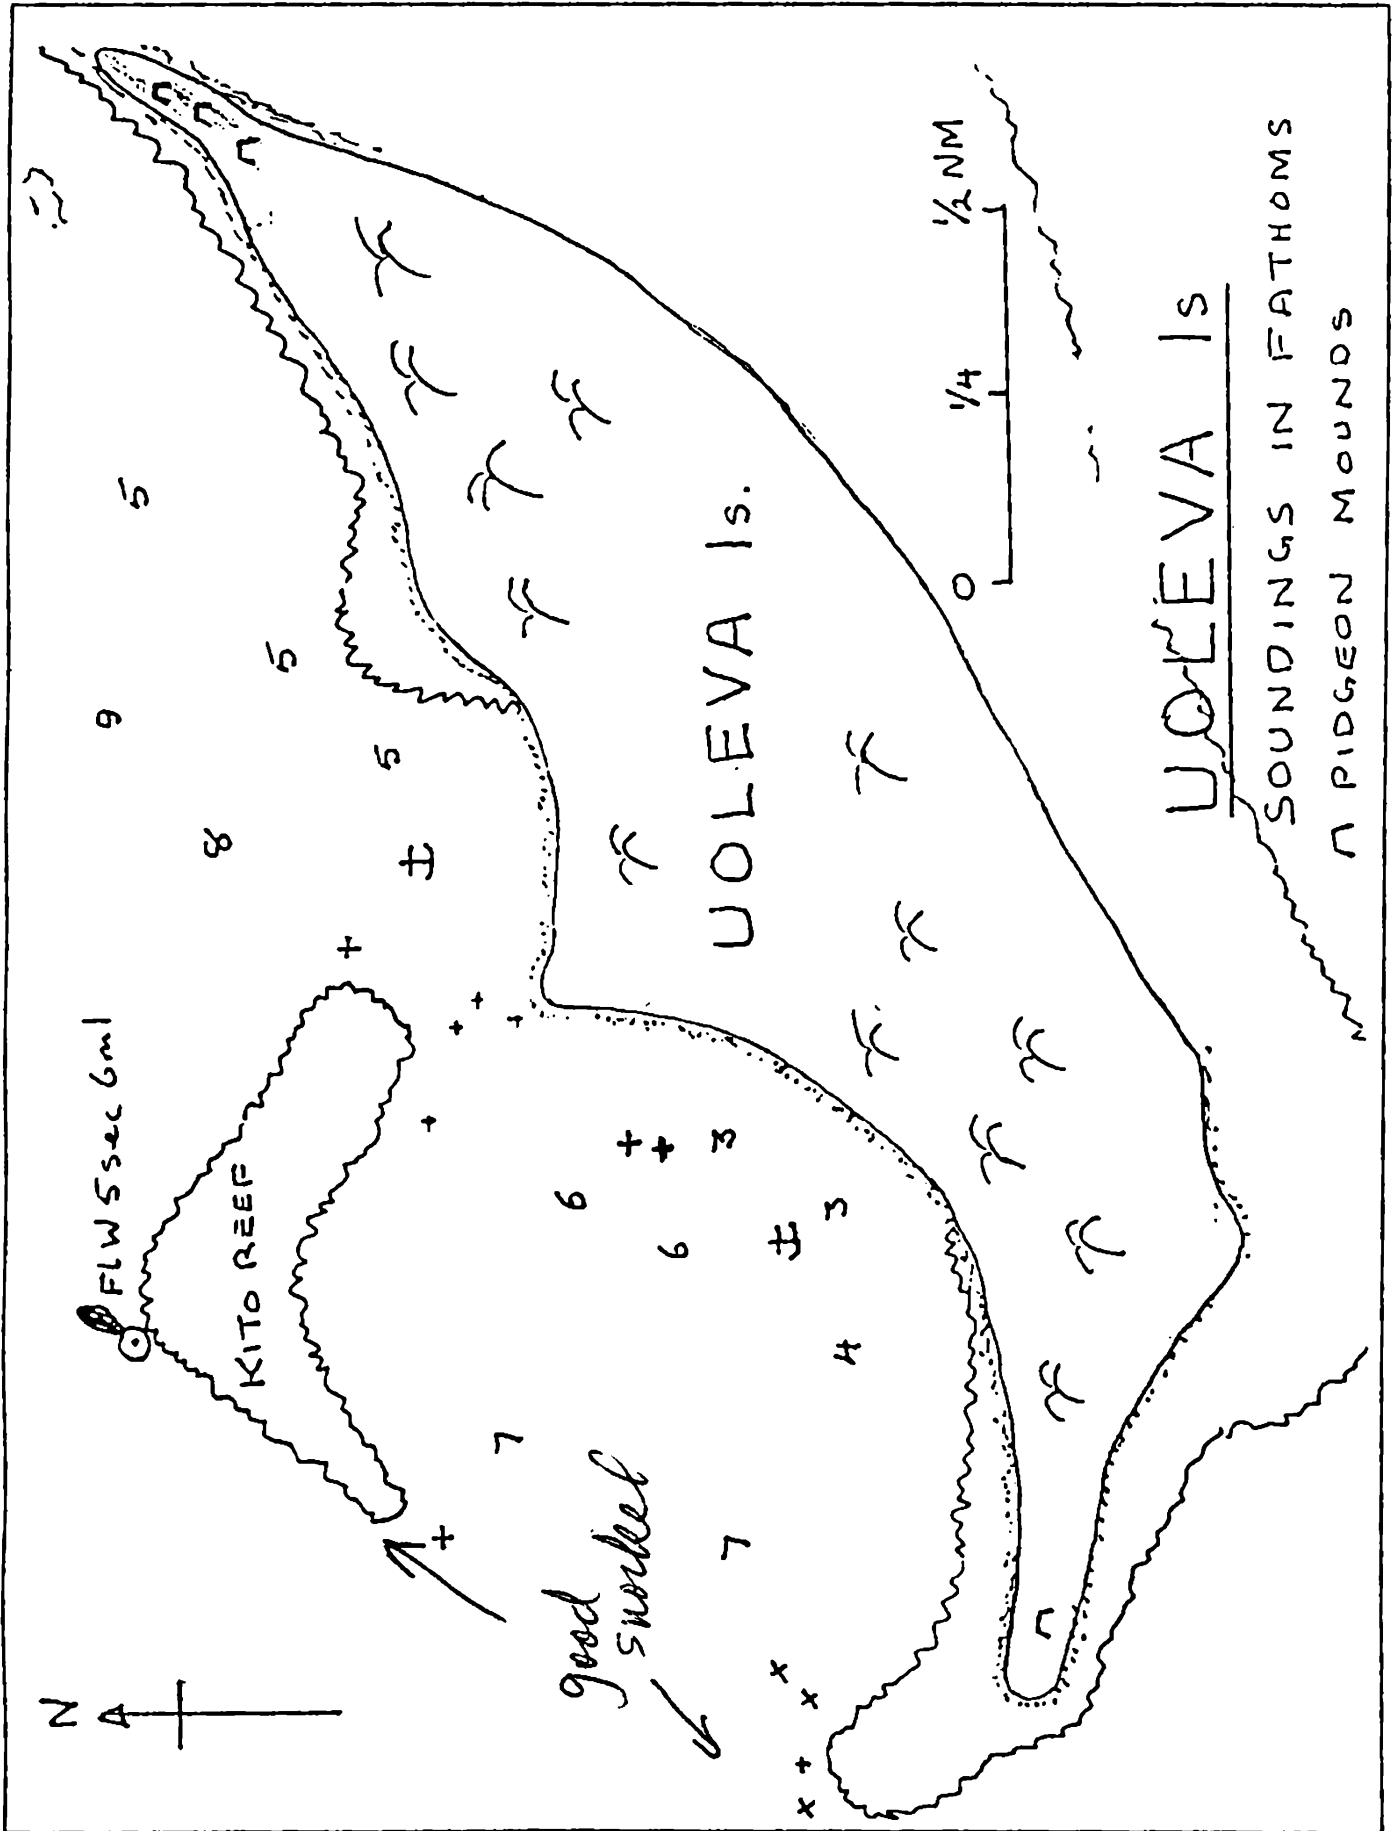 N
FLW 5sec 6ml
9
5
8
KITO REEF
5
5
7
6
good
snorkel
6
3
7
UOLEVA Is.
3
4
0 1/4 1/2 NM
UOLEVA Is
SOUNDINGS IN FATHOMS
∩ PIDGEON MOUNDS